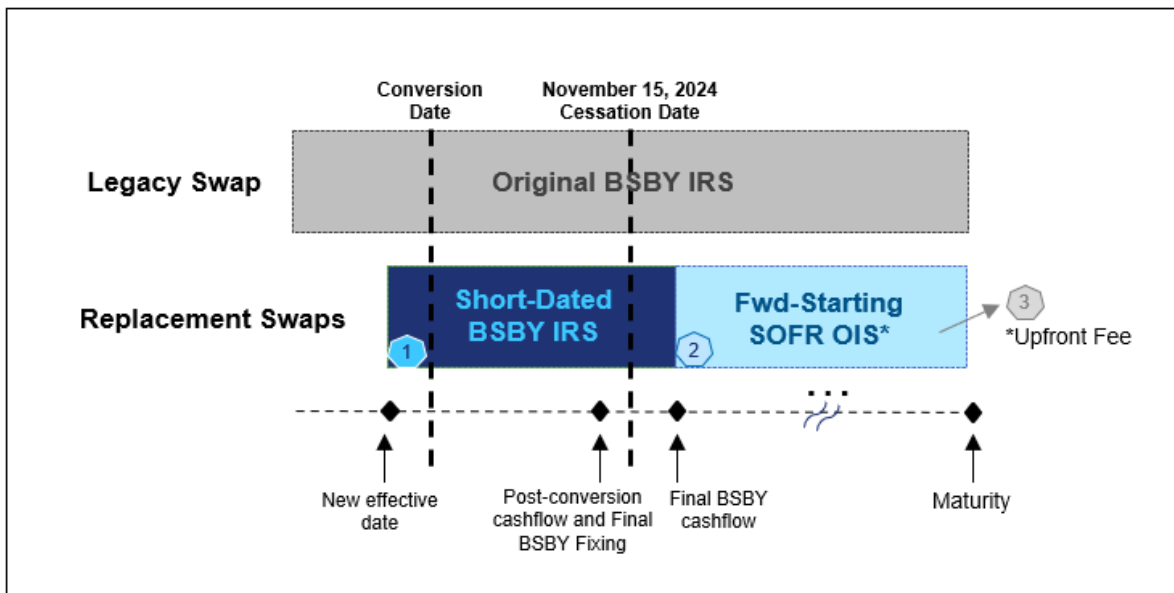 Conversion
Date
November 15, 2024
Cessation Date
Legacy Swap
Original BSBY IRS
Replacement Swaps
Short-Dated
BSBY IRS
1
Fwd-Starting
SOFR OIS*
2
3
*Upfront Fee
...
New effective
date
Post-conversion
cashflow and Final
BSBY Fixing
Final BSBY
cashflow
Maturity